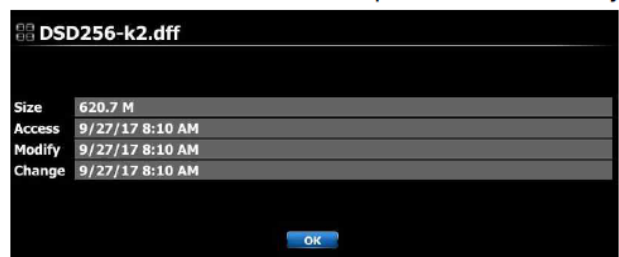 DSD256-k2.dff
Size 620.7 M
Access 9/27/17 8:10 AM
Modify 9/27/17 8:10 AM
Change 9/27/17 8:10 AM
OK